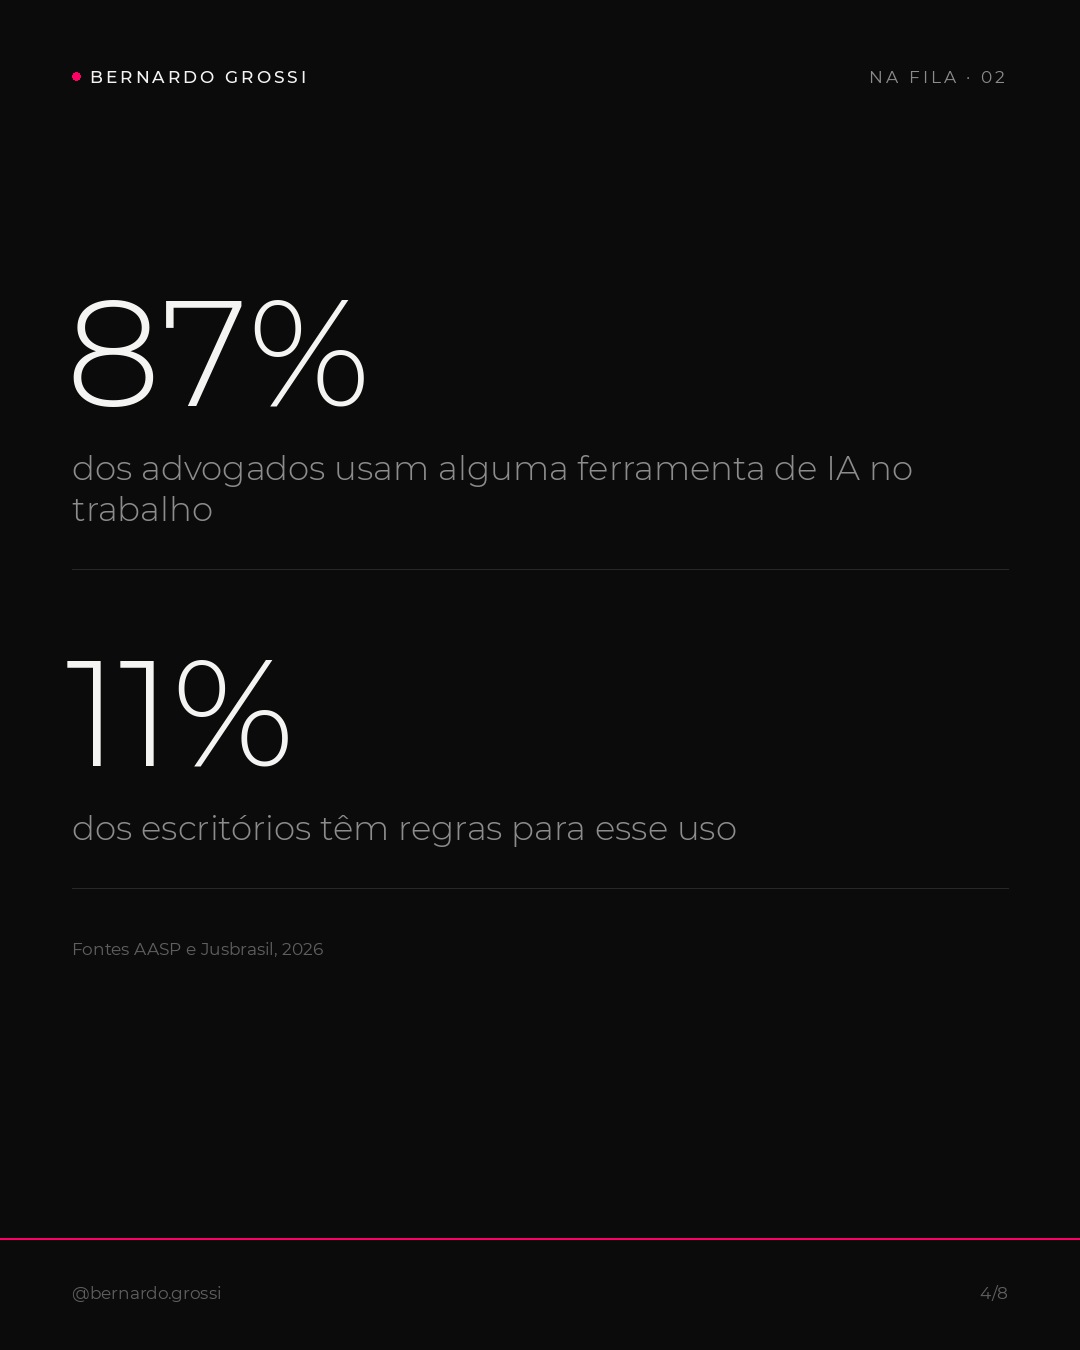 BERNARDO GROSSI
NA FILA · 02
87%
dos advogados usam alguma ferramenta de IA no
trabalho
11%
dos escritórios têm regras para esse uso
Fontes AASP e Jusbrasil, 2026
@bernardo.grossi
4/8